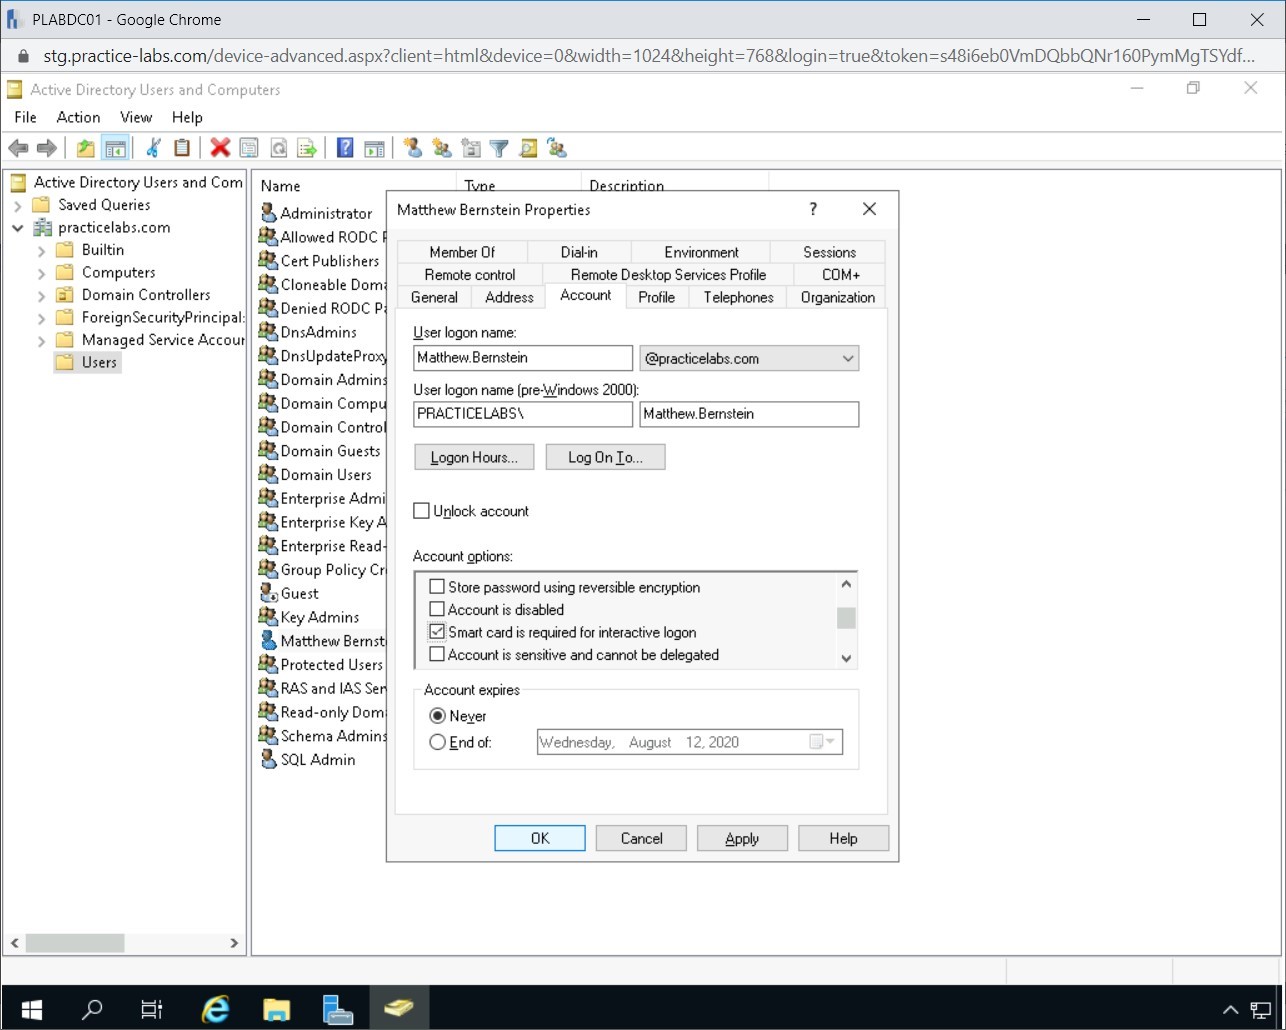 PLABDC01 - Google Chrome
stg.practice-labs.com/device-advanced.aspx?client=html&device=0&width=1024&height=768&login=true&token=s48i6eb0VmDQbbQNr160PymMgTSYdf...
Active Directory Users and Computers
File Action View Help
Active Directory Users and Com
Saved Queries
practicelabs.com
Builtin
Computers
Domain Controllers
ForeignSecurityPrincipal:
Managed Service Accour
Users
Name Type Description
Administrator
Allowed RODC P
Cert Publishers
Cloneable Doma
Denied RODC Pa
DnsAdmins
DnsUpdateProxy
Domain Admins
Domain Compu
Domain Control
Domain Guests
Domain Users
Enterprise Admi
Enterprise Key A
Enterprise Read-
Group Policy Cr
Guest
Key Admins
Matthew Bernst
Protected Users
RAS and IAS Ser
Read-only Doma
Schema Admins
SQL Admin
Matthew Bernstein Properties ?
Member Of Dial-in Environment Sessions
Remote control Remote Desktop Services Profile COM+
General Address Account Profile Telephones Organization
User logon name:
Matthew.Bernstein @practicelabs.com
User logon name (pre-Windows 2000):
PRACTICELABS\ Matthew.Bernstein
Logon Hours... Log On To...
Unlock account
Account options:
Store password using reversible encryption
Account is disabled
Smart card is required for interactive logon
Account is sensitive and cannot be delegated
Account expires
Never
End of: Wednesday, August 12, 2020
OK Cancel Apply Help